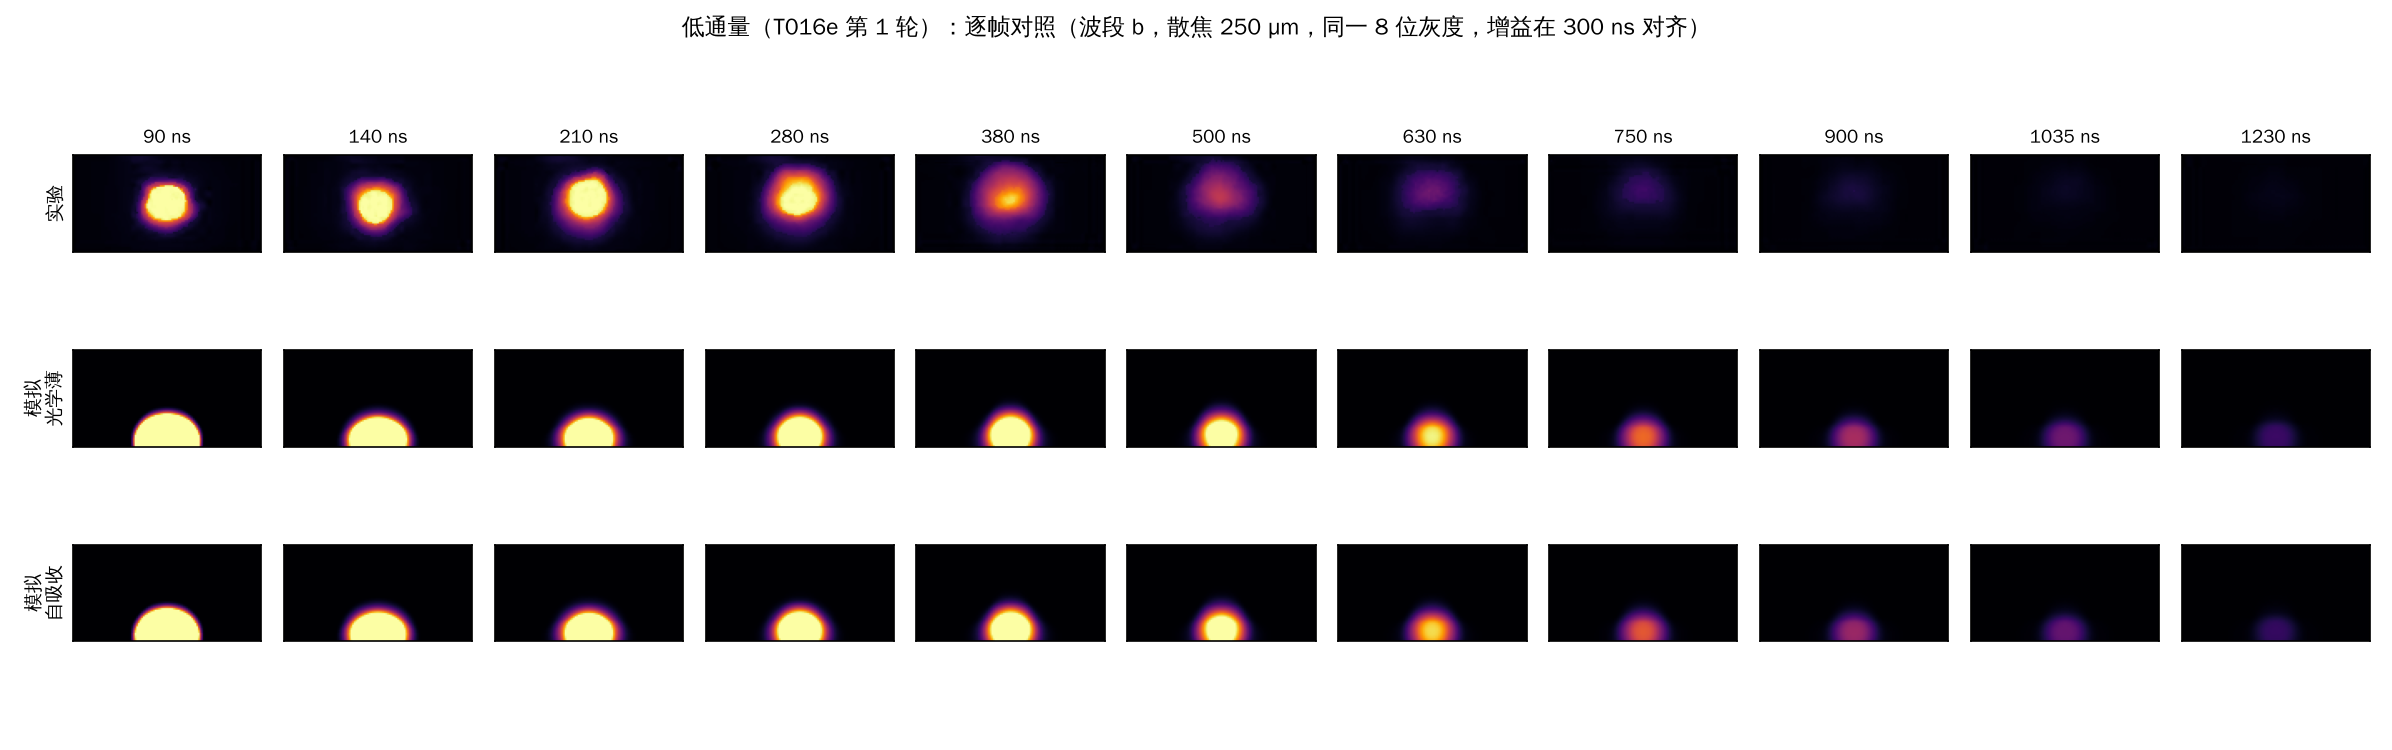 低通量（T016e 第 1 轮）：逐帧对照（波段 b，散焦 250 μm，同一 8 位灰度，增益在 300 ns 对齐）
90 ns
140 ns
210 ns
280 ns
380 ns
500 ns
630 ns
750 ns
900 ns
1035 ns
1230 ns
实验
模拟
光学薄
模拟
自吸收